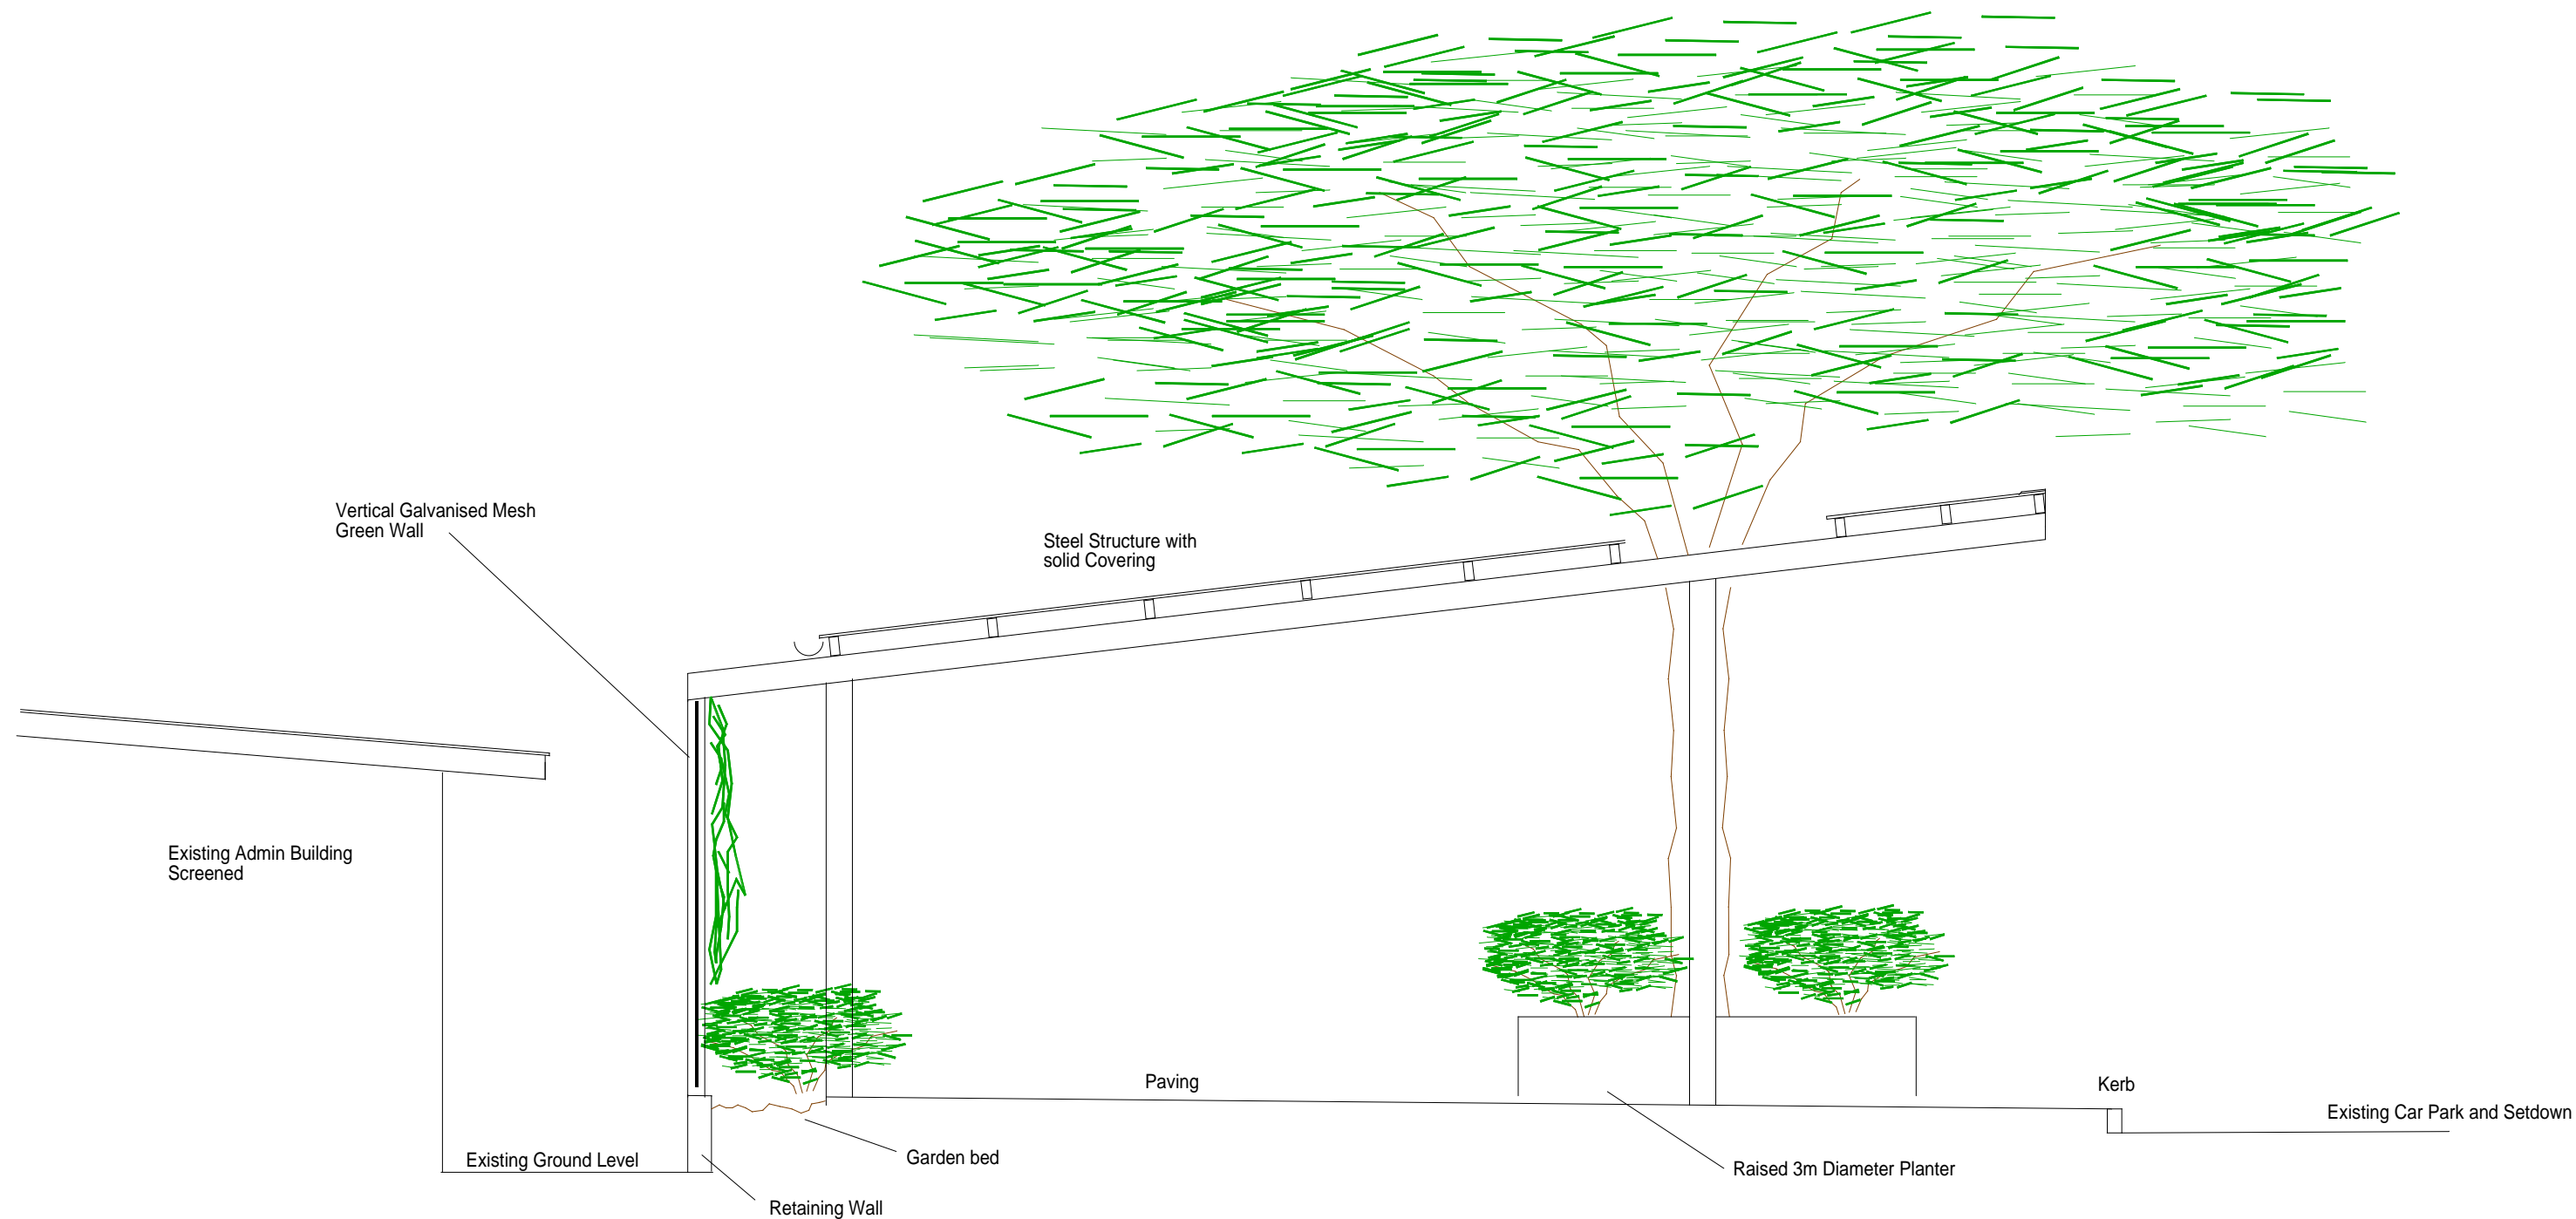 Vertical Galvanised Mesh
Green Wall
Steel Structure with
solid Covering
Existing Admin Building
Screened
Paving
Kerb
Existing Car Park and Setdown
Existing Ground Level
Garden bed
Raised 3m Diameter Planter
Retaining Wall